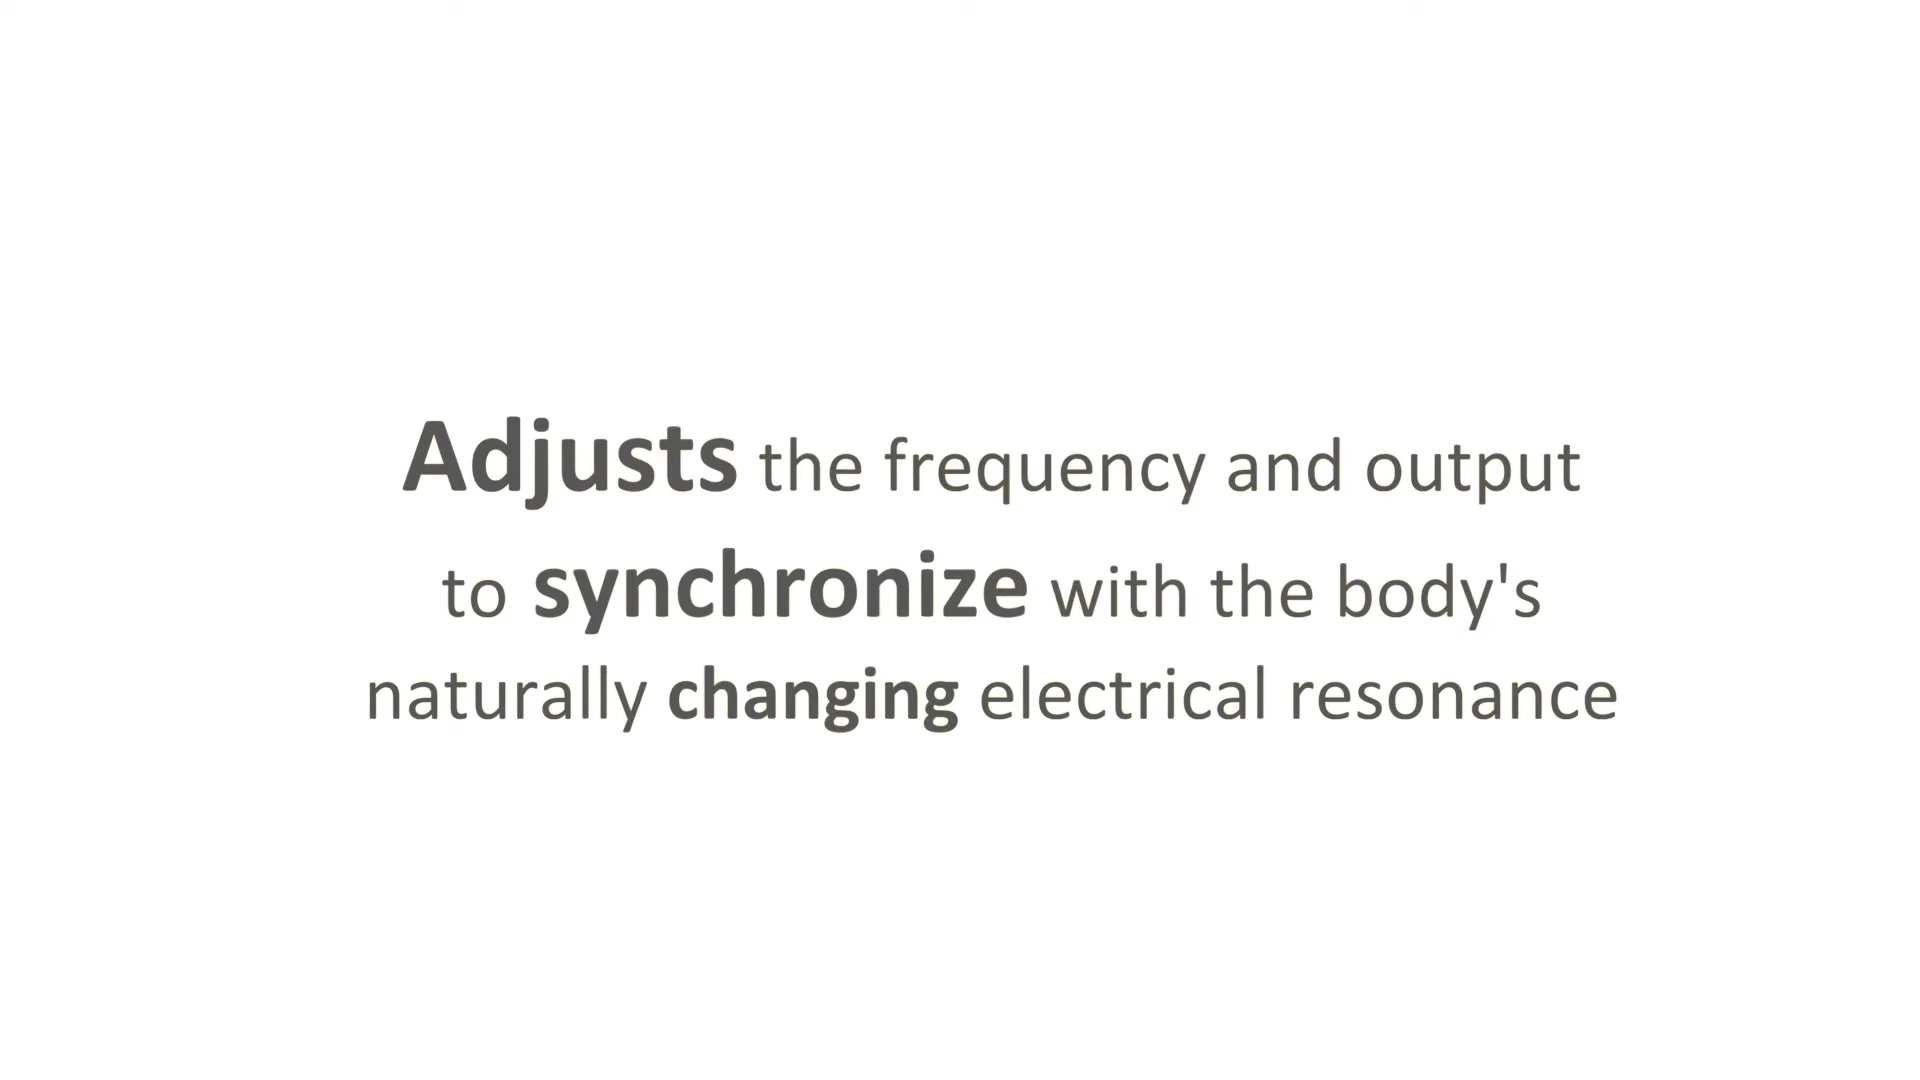 Adjusts the frequency and output
to synchronize with the body's
naturally changing electrical resonance